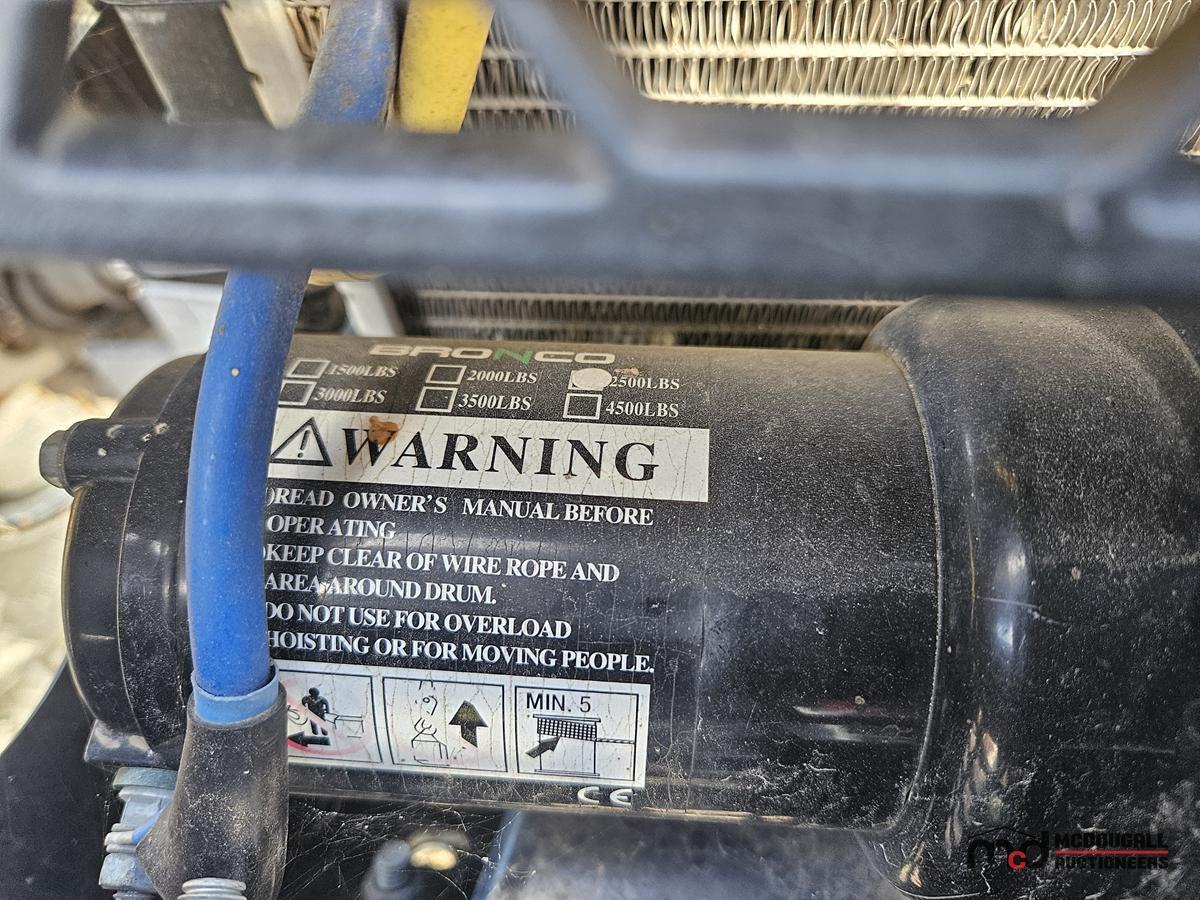 BRONCO
1500LBS 2000LBS 2500LBS
3000LBS 3500LBS 4500LBS
WARNING
READ OWNER'S MANUAL BEFORE
OPERATING
KEEP CLEAR OF WIRE ROPE AND
AREA AROUND DRUM.
DO NOT USE FOR OVERLOAD
HOISTING OR FOR MOVING PEOPLE.
MIN. 5
CE
mcd MCDOUGALL
AUCTIONEERS